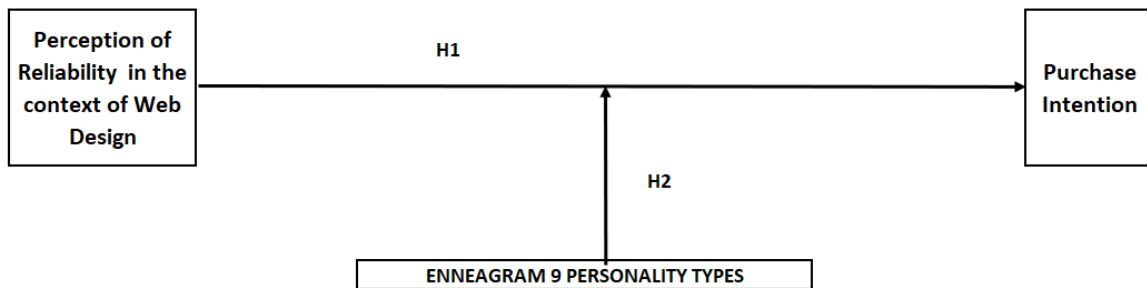 Perception of
Reliability in the
context of Web
Design
H1
Purchase
Intention
H2
ENNEAGRAM 9 PERSONALITY TYPES